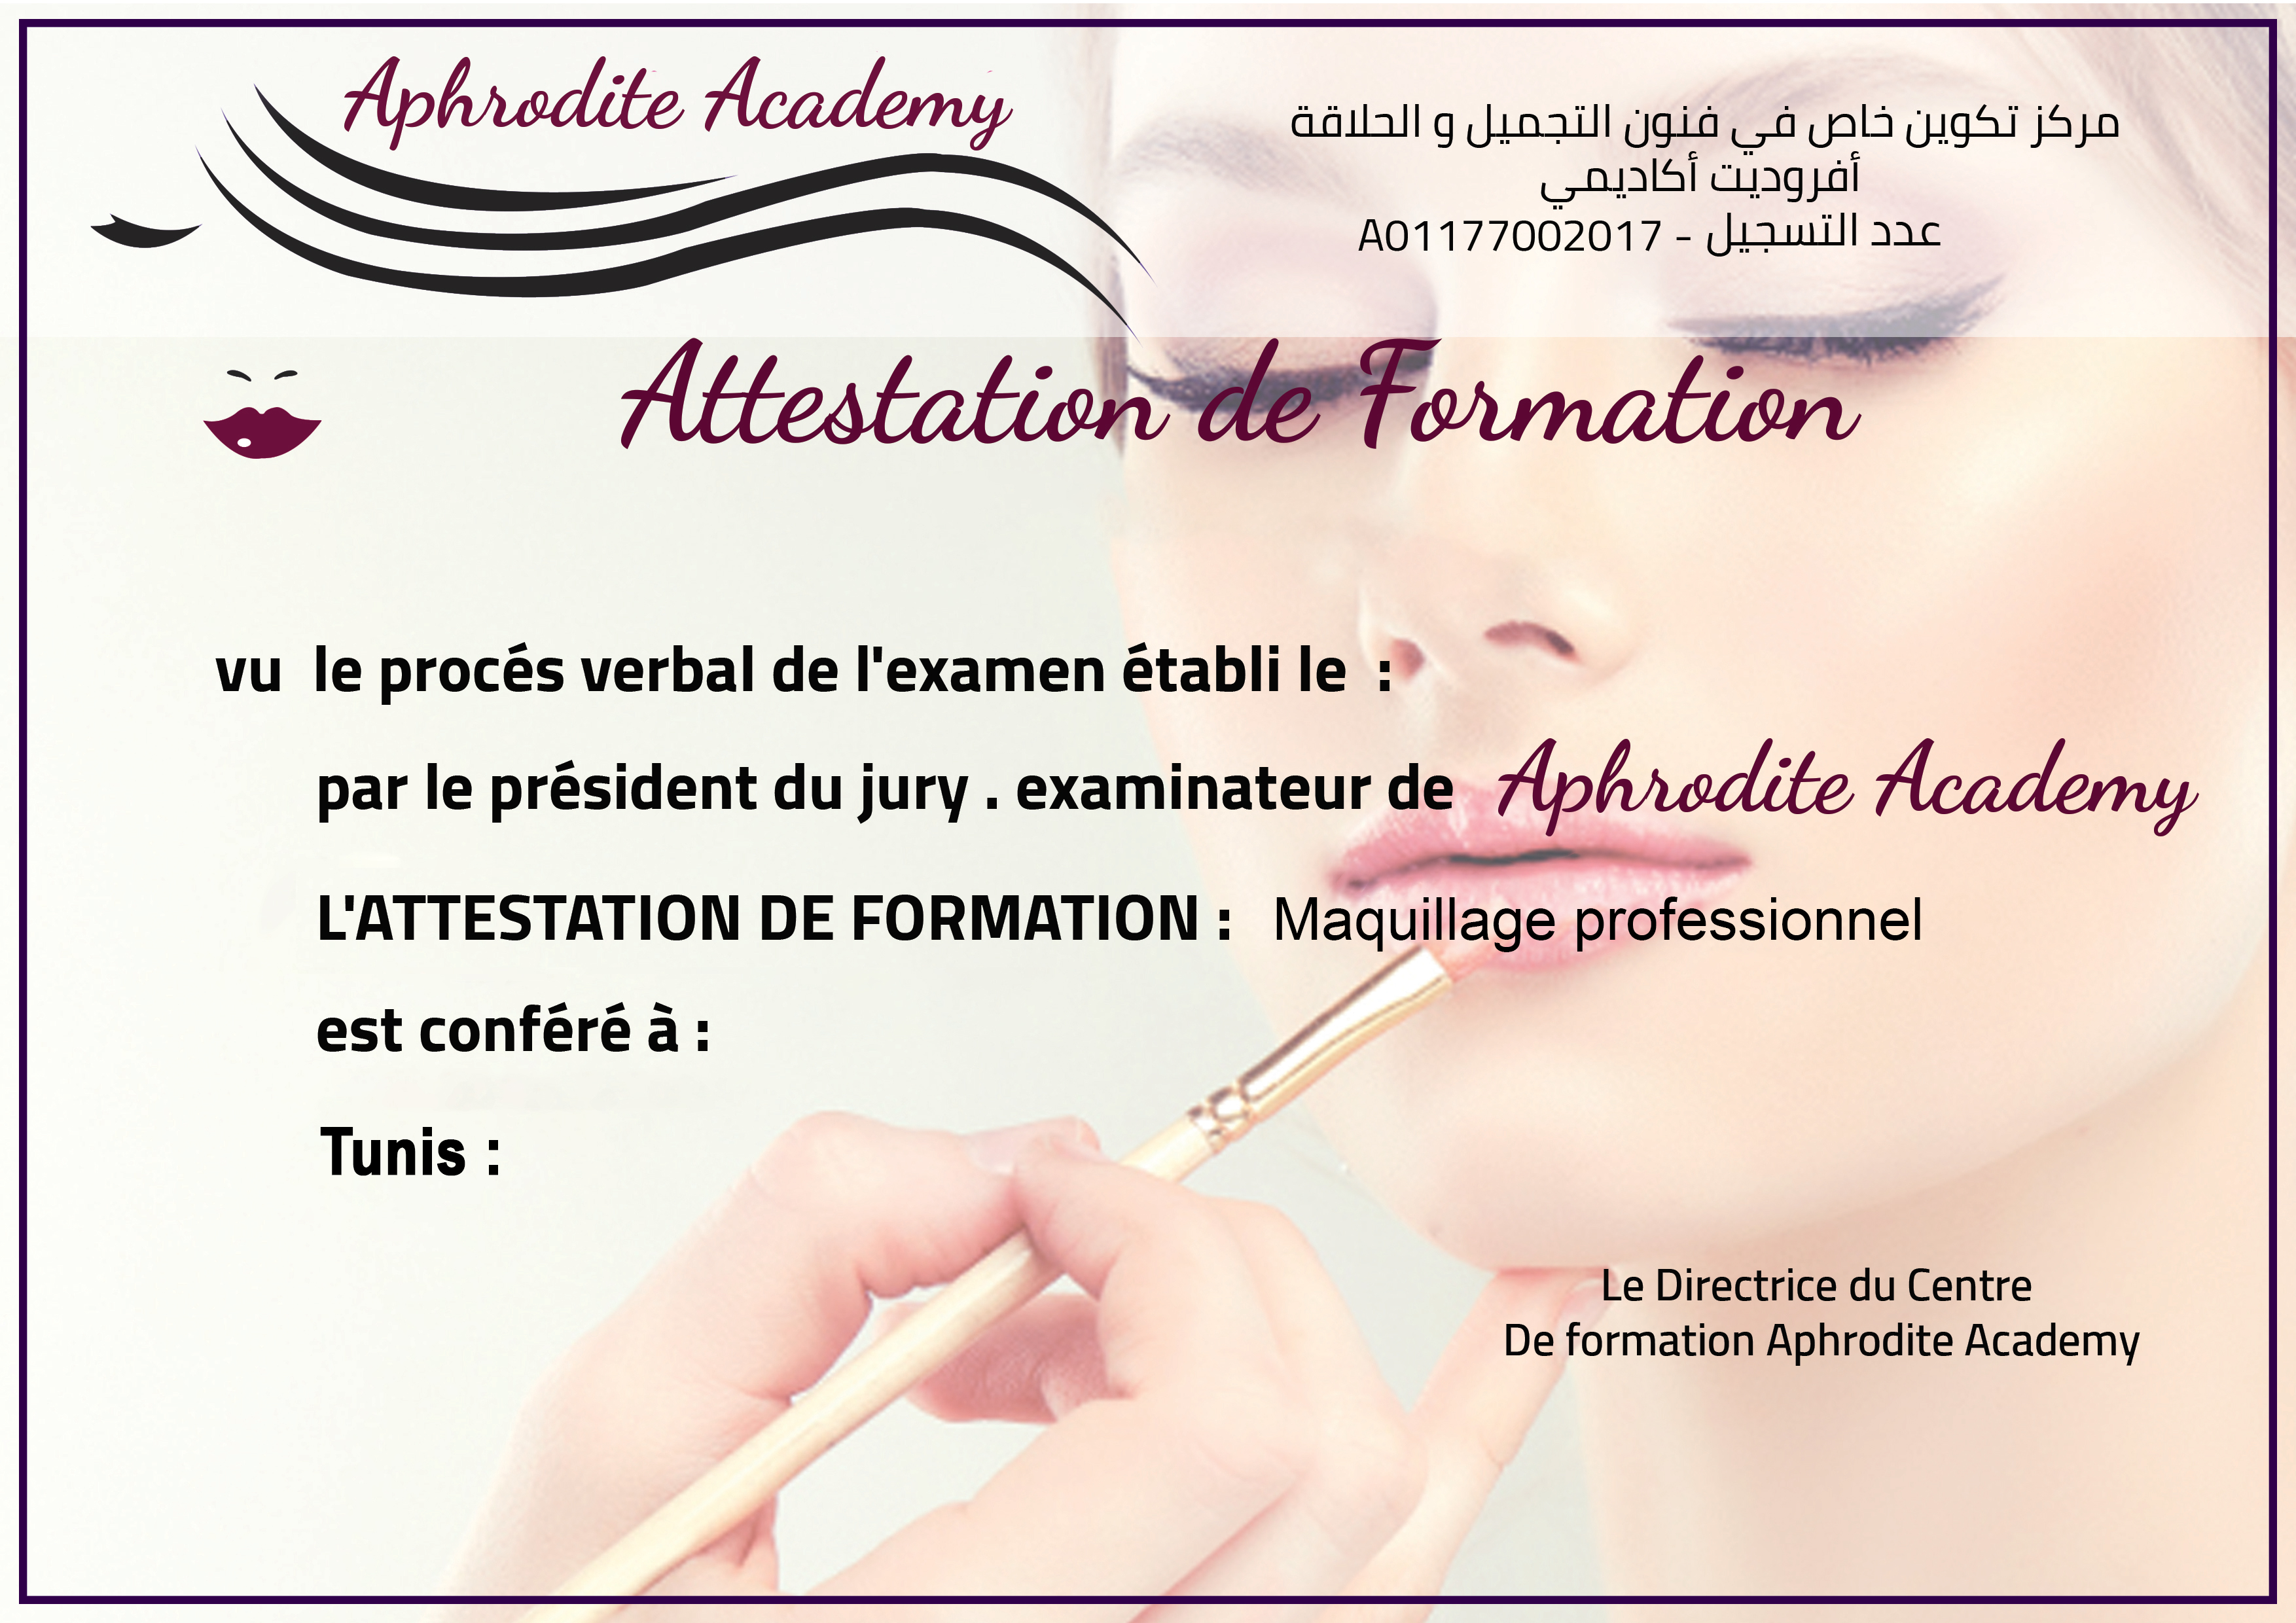 Aphrodite Academy
مركز تكوين خاص في فنون التجميل و الحلاقة
أفروديت أكاديمي
عدد التسجيل - A01177002017
Attestation de Formation
vu le procés verbal de l'examen établi le :
par le président du jury . examinateur de Aphrodite Academy
L'ATTESTATION DE FORMATION : Maquillage professionnel
est conféré à :
Tunis :
Le Directrice du Centre
De formation Aphrodite Academy